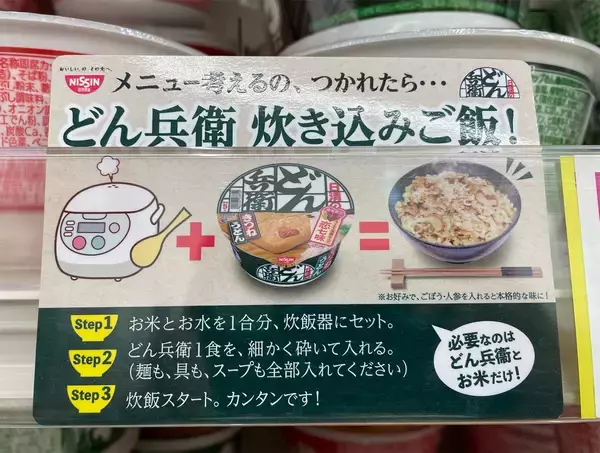 おいしい、の その先へ。
NISSIN
メニュー考えるの、つかれたら・・・
どん兵衛
どん兵衛 炊き込みご飯!
+
どん兵衛
きつねうどん
NISSIN
=
※お好みで、ごぼう・人参を入れると本格的な味に!
Step1 お米とお水を1合分、炊飯器にセット。
Step2 どん兵衛1食を、細かく砕いて入れる。
(麺も、具も、スープも全部入れてください)
Step3 炊飯スタート。カンタンです!
必要なのは
どん兵衛と
お米だけ!